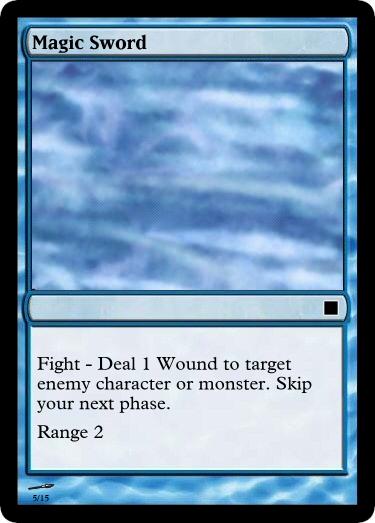 Magic Sword
Fight - Deal 1 Wound to target
enemy character or monster. Skip
your next phase.
Range 2
5/15